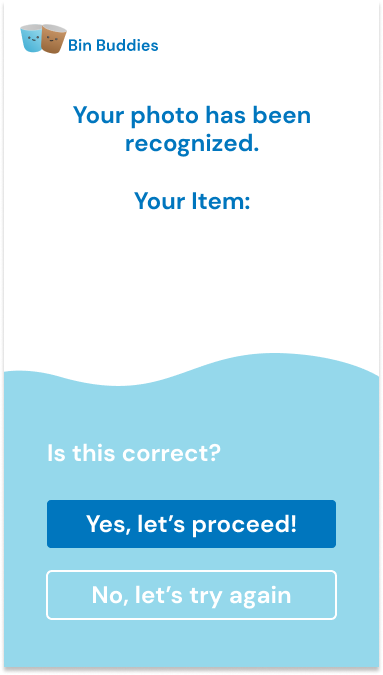 Bin Buddies
Your photo has been
recognized.
Your Item:
Is this correct?
Yes, let’s proceed!
No, let’s try again